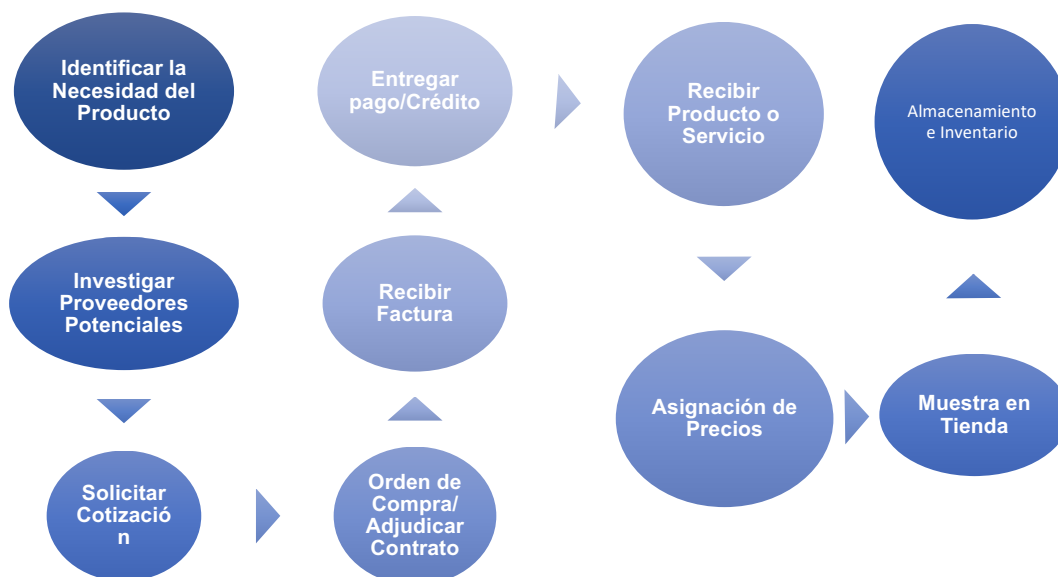 Identificar la
Necesidad del
Producto
Investigar
Proveedores
Potenciales
Solicitar
Cotizació
n
Orden de
Compra/
Adjudicar
Contrato
Recibir
Factura
Entregar
pago/Crédito
Recibir
Producto o
Servicio
Asignación de
Precios
Muestra en
Tienda
Almacenamiento
e Inventario